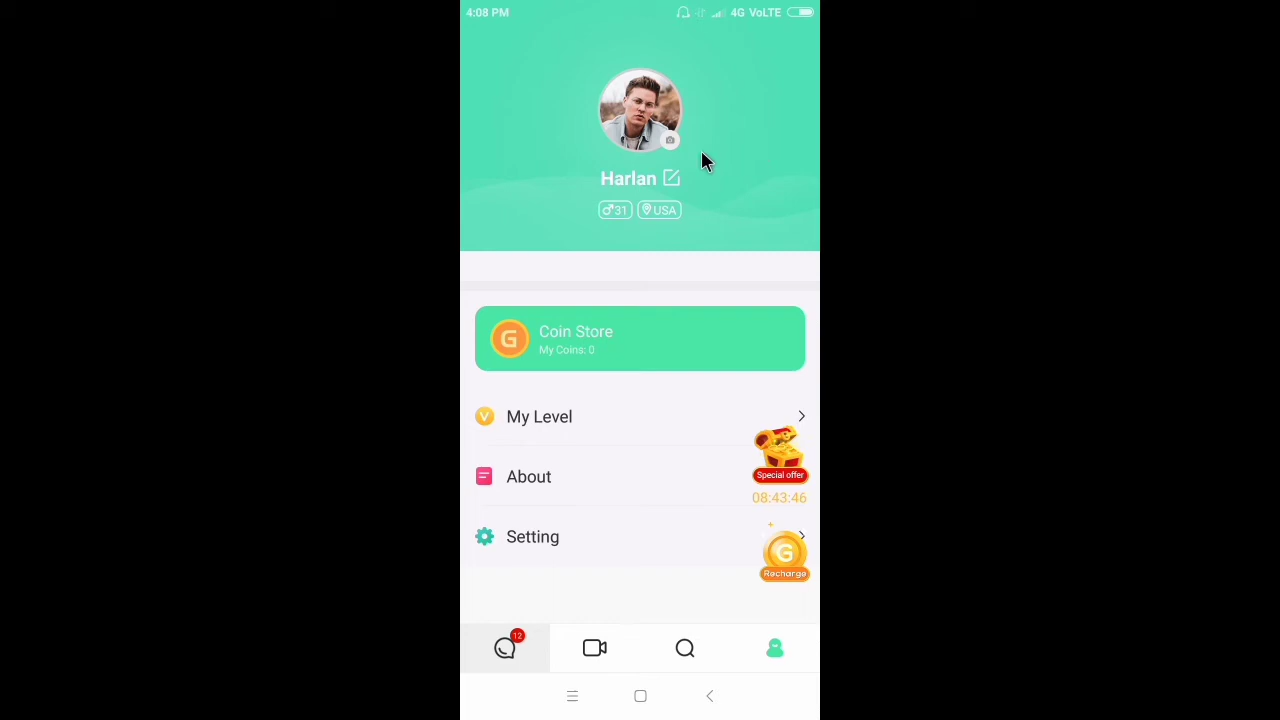 4:08 PM
4G VoLTE
Harlan
31
USA
G
Coin Store
My Coins: 0
V
My Level
About
Special offer
08:43:46
Setting
G
Recharge
12